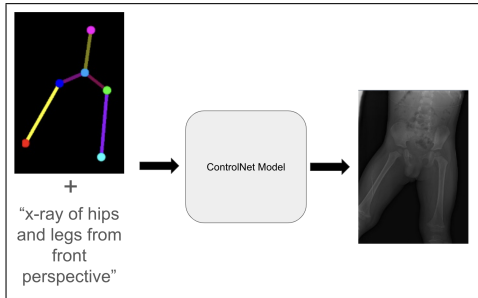 +
“x-ray of hips
and legs from
front
perspective”
ControlNet Model